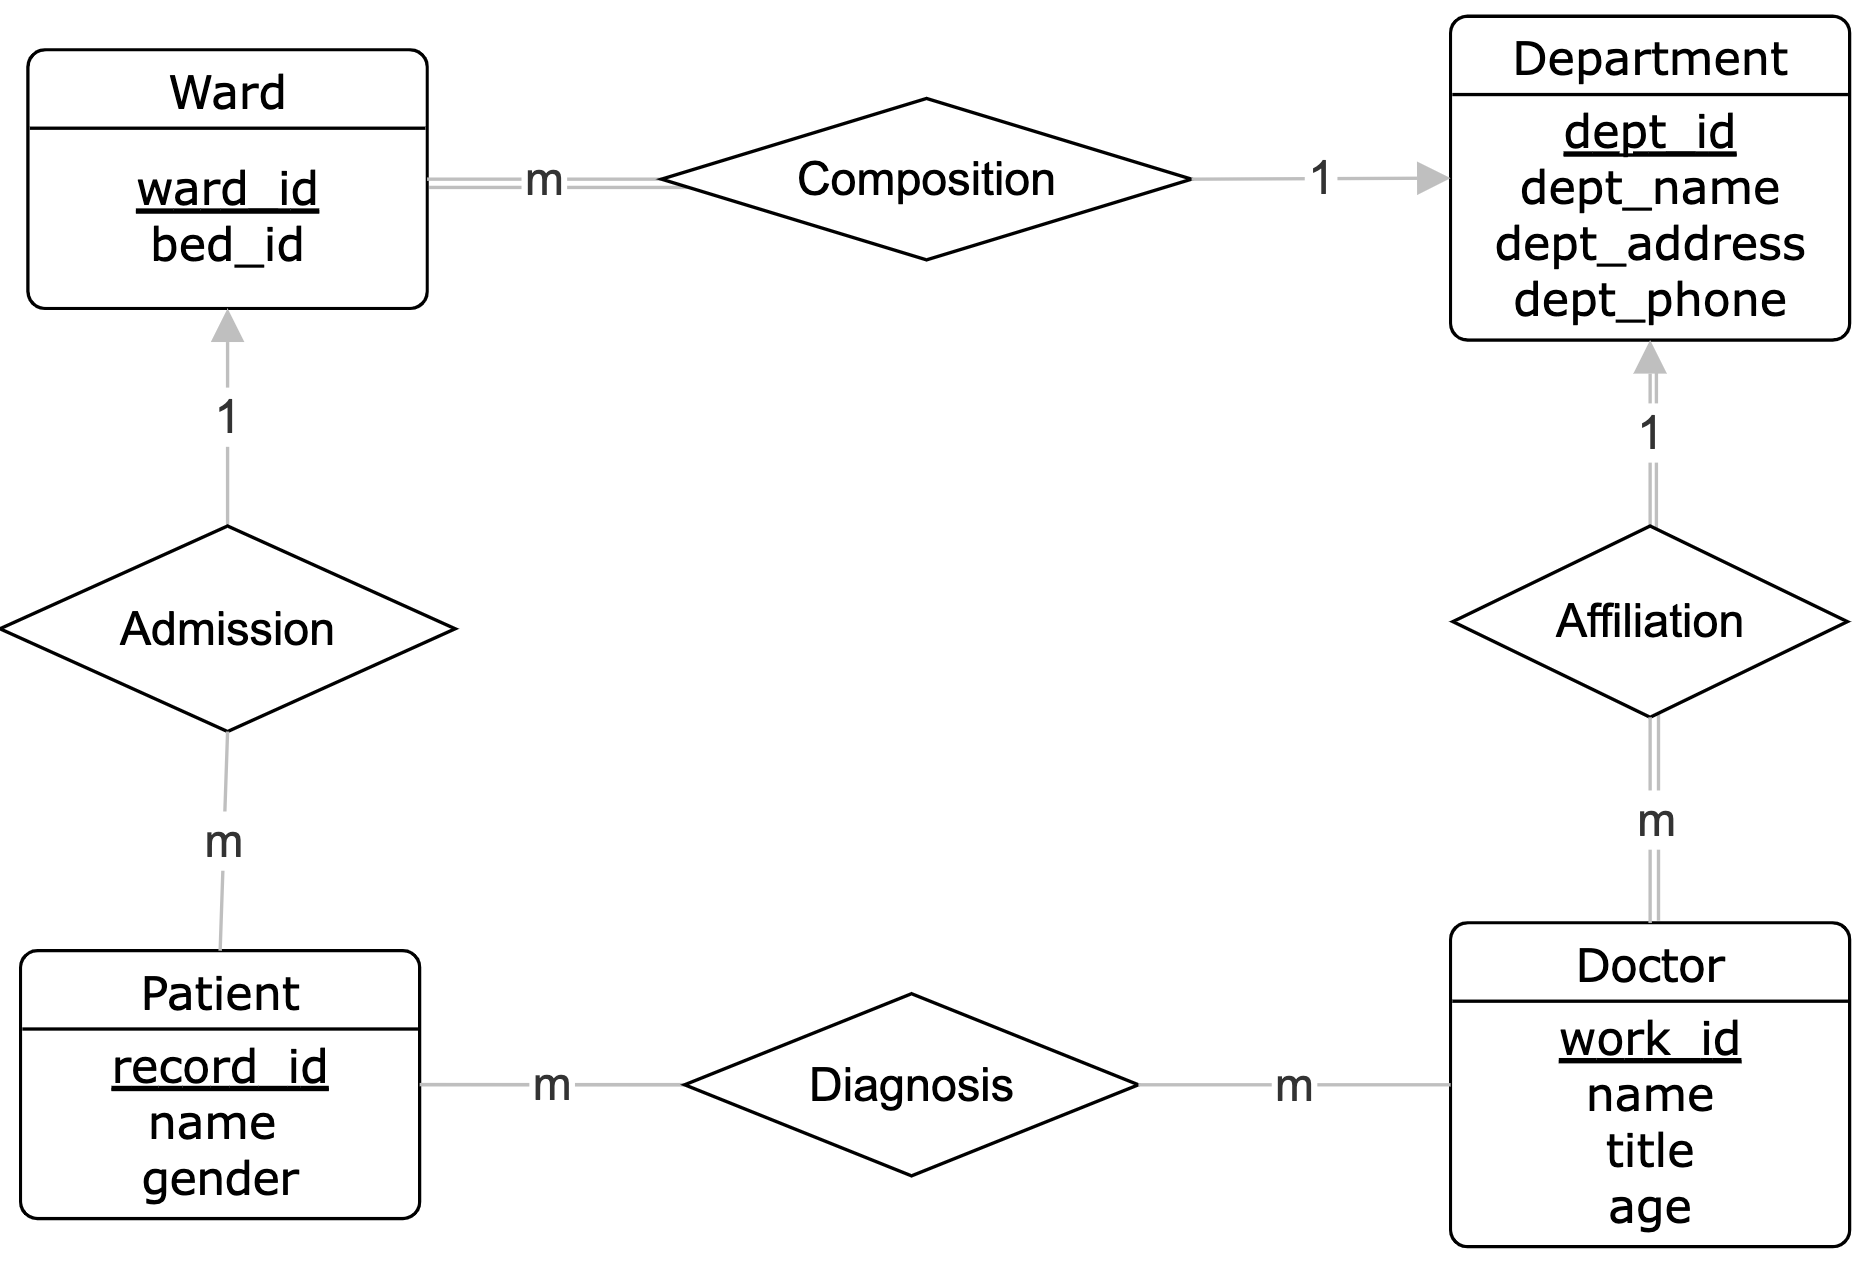 Ward
ward_id
bed_id
m
Composition
1
Department
dept_id
dept_name
dept_address
dept_phone
1
1
Admission
Affiliation
m
m
Patient
record_id
name
gender
m
Diagnosis
m
Doctor
work_id
name
title
age